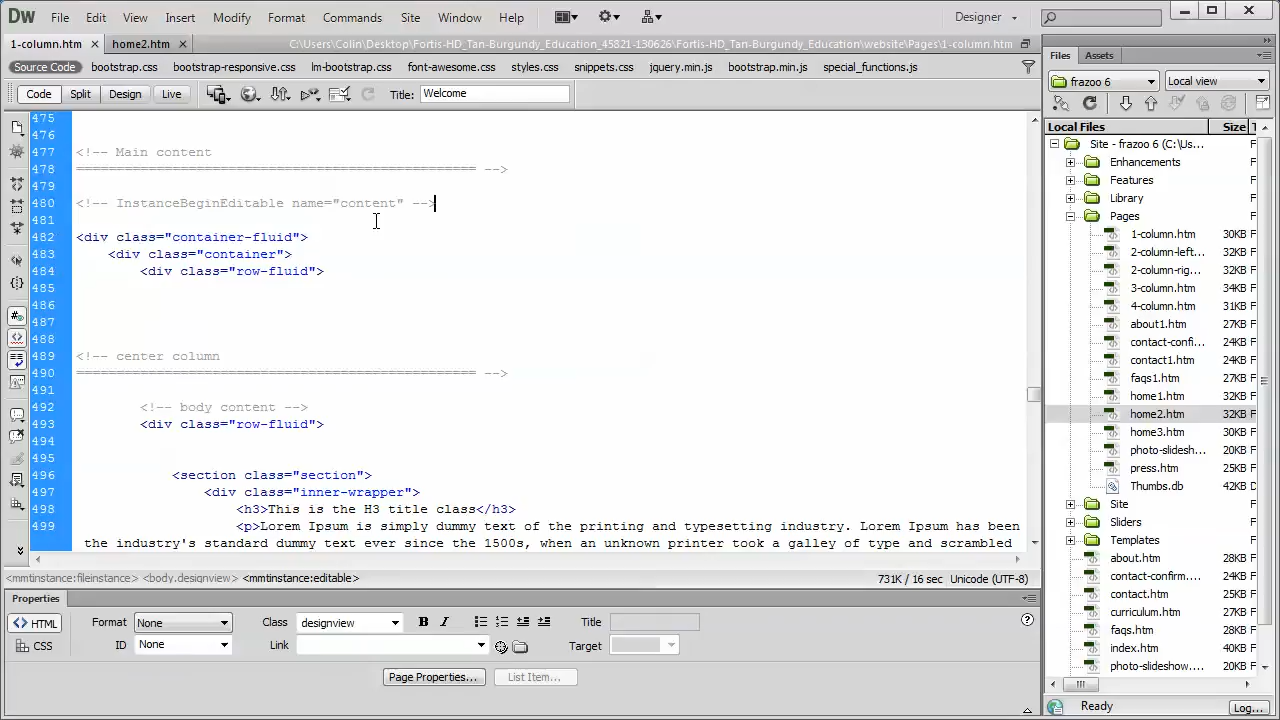 Dw File Edit View Insert Modify Format Commands Site Window Help Designer
1-column.htm home2.htm C:\Users\Colin\Desktop\Fortis-HD_Tan-Burgundy_Education_45821-130626\Fortis-HD_Tan-Burgundy_Education\website\Pages\1-column.htm
Source Code bootstrap.css bootstrap-responsive.css lm-bootstrap.css font-awesome.css styles.css snippets.css jquery.min.js bootstrap.min.js special_functions.js
Code Split Design Live Title: Welcome
475
476
477 <!-- Main content
478 ================================================== -->
479
480 <!-- InstanceBeginEditable name="content" -->
481
482 <div class="container-fluid">
483 <div class="container">
484 <div class="row-fluid">
485
486
487
488
489 <!-- center column
490 ================================================== -->
491
492 <!-- body content -->
493 <div class="row-fluid">
494
495
496 <section class="section">
497 <div class="inner-wrapper">
498 <h3>This is the H3 title class</h3>
499 <p>Lorem Ipsum is simply dummy text of the printing and typesetting industry. Lorem Ipsum has been
the industry's standard dummy text ever since the 1500s, when an unknown printer took a galley of type and scrambled
<mmtinstance:fileinstance> <body.designview> <mmtinstance:editable> 731K / 16 sec Unicode (UTF-8)
Properties
HTML Format None Class designview B I Title
CSS ID None Link Target
Page Properties... List Item...
Files Assets
frazoo 6 Local view
Local Files Size T
Site - frazoo 6 (C:\Us... F
Enhancements F
Features F
Library F
Pages F
1-column.htm 30KB F
2-column-left... 32KB F
2-column-rig... 32KB F
3-column.htm 34KB F
4-column.htm 31KB F
about1.htm 27KB F
contact-confi... 27KB F
contact1.htm 27KB F
faqs1.htm 27KB F
home1.htm 32KB F
home2.htm 32KB F
home3.htm 30KB F
photo-slidesh... 20KB F
press.htm 25KB F
Thumbs.db 42KB D
Site F
Sliders F
Templates F
about.htm 28KB F
contact-confirm.... 27KB F
contact.htm 28KB F
curriculum.htm 27KB F
faqs.htm 27KB F
index.htm 40KB F
photo-slideshow.... 20KB F
Ready Log...